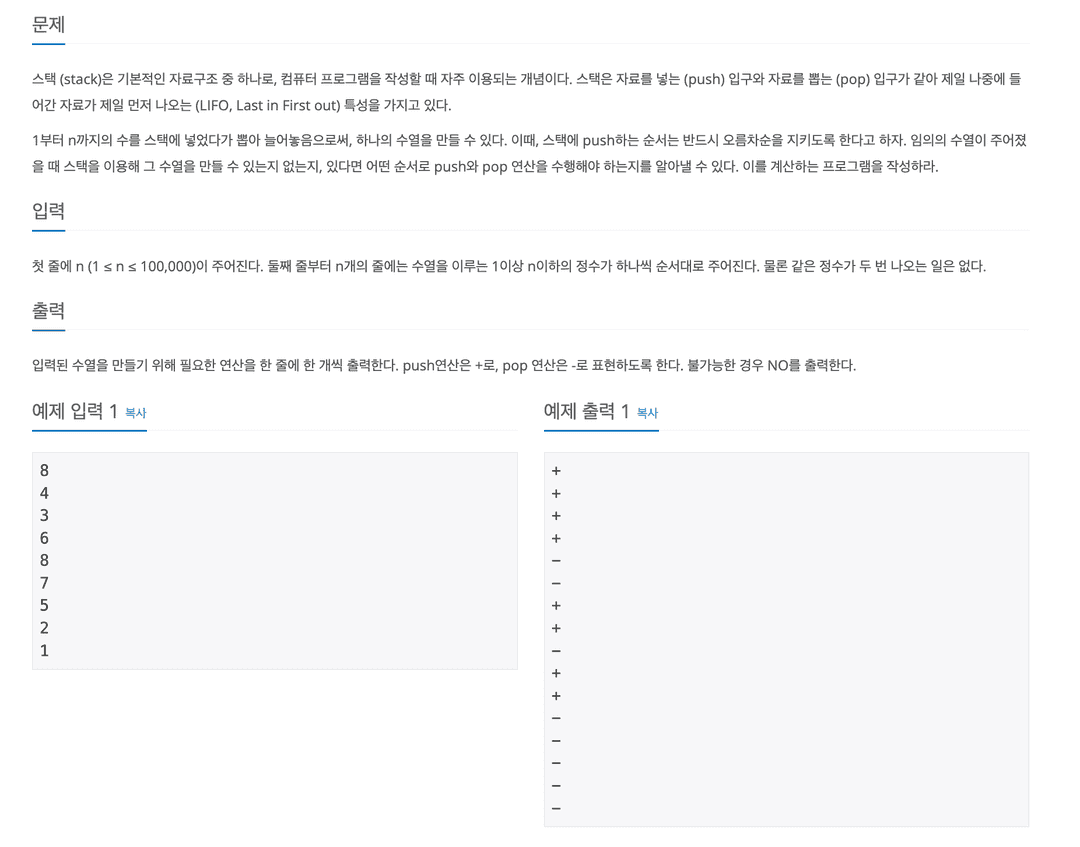 문제
스택 (stack)은 기본적인 자료구조 중 하나로, 컴퓨터 프로그램을 작성할 때 자주 이용되는 개념이다. 스택은 자료를 넣는 (push) 입구와 자료를 뽑는 (pop) 입구가 같아 제일 나중에 들
어간 자료가 제일 먼저 나오는 (LIFO, Last in First out) 특성을 가지고 있다.
1부터 n까지의 수를 스택에 넣었다가 뽑아 늘어놓음으로써, 하나의 수열을 만들 수 있다. 이때, 스택에 push하는 순서는 반드시 오름차순을 지키도록 한다고 하자. 임의의 수열이 주어졌
을 때 스택을 이용해 그 수열을 만들 수 있는지 없는지, 있다면 어떤 순서로 push와 pop 연산을 수행해야 하는지를 알아낼 수 있다. 이를 계산하는 프로그램을 작성하라.
입력
첫 줄에 n (1 ≤ n ≤ 100,000)이 주어진다. 둘째 줄부터 n개의 줄에는 수열을 이루는 1이상 n이하의 정수가 하나씩 순서대로 주어진다. 물론 같은 정수가 두 번 나오는 일은 없다.
출력
입력된 수열을 만들기 위해 필요한 연산을 한 줄에 한 개씩 출력한다. push연산은 +로, pop 연산은 -로 표현하도록 한다. 불가능한 경우 NO를 출력한다.
예제 입력 1 복사
8
4
3
6
8
7
5
2
1
예제 출력 1 복사
+
+
+
+
-
-
+
+
-
+
+
-
-
-
-
-